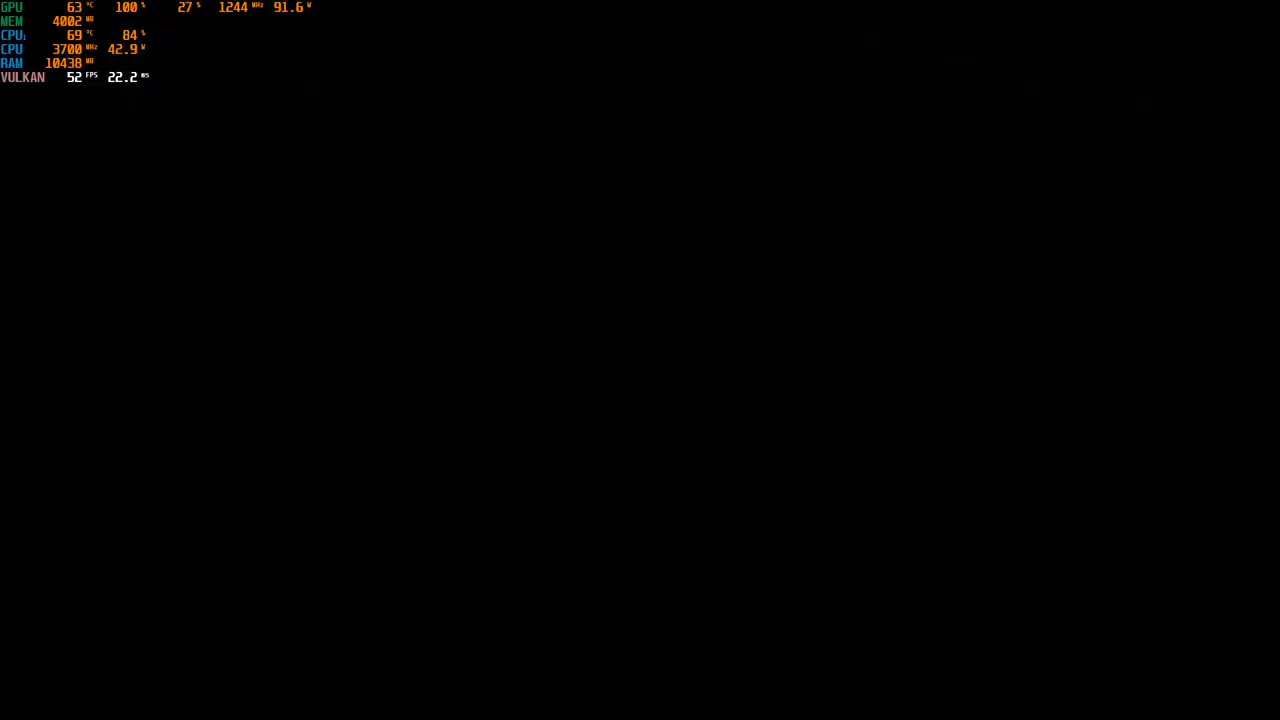 GPU 63 °C 100 % 27 % 1244 MHz 91.6 W
MEM 4002 MB
CPU1 69 °C 84 %
CPU 3700 MHz 42.9 W
RAM 10438 MB
VULKAN 52 FPS 22.2 ms